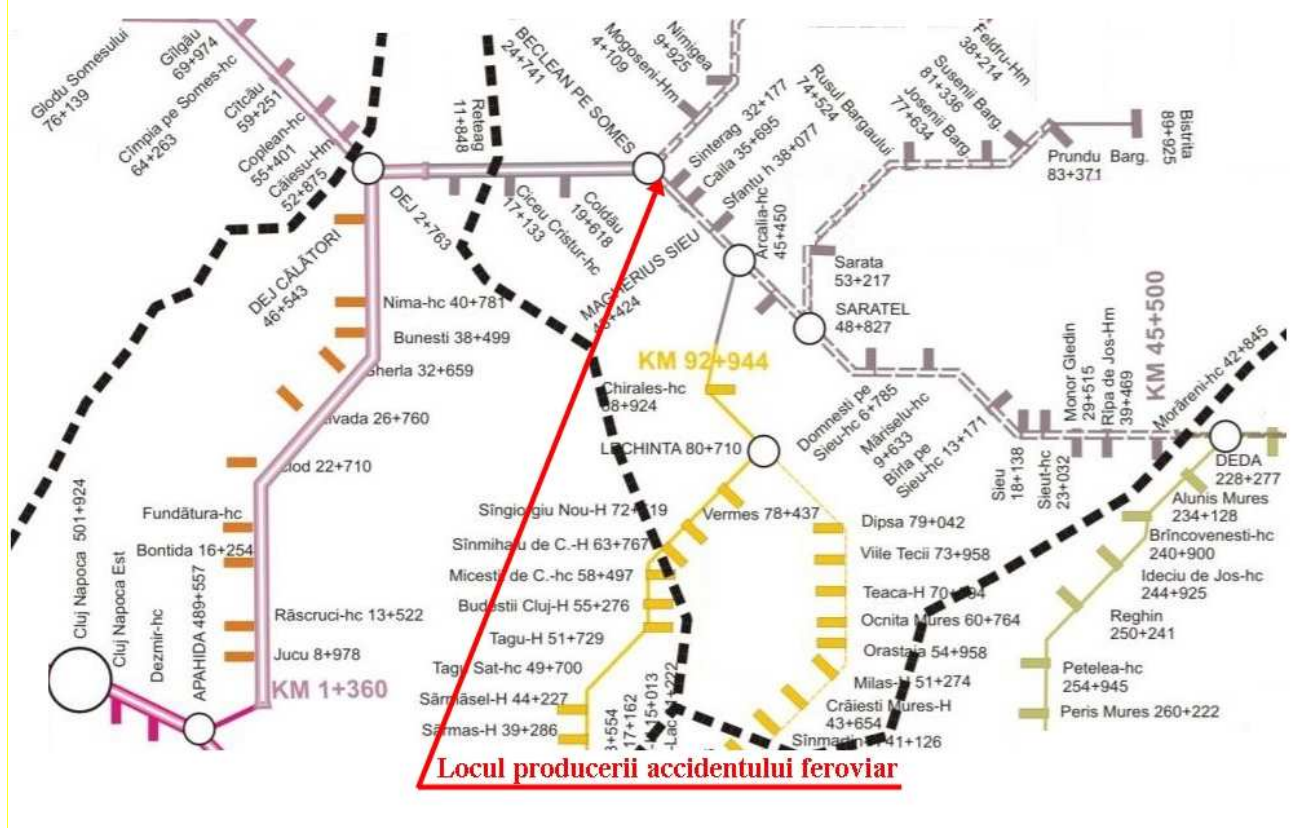 Glodu Somesului
76+139
Gîlgău
69+974
Cîmpia pe Somes-hc
64+263
Cîtcău
59+251
Coplean-hc
55+401
Căiesu-Hm
52+875
DEJ 2+763
Reteag
11+848
Ciceu Cristur-hc
17+133
Coldău
19+618
BECLEAN PE SOMES
24+741
Mogoseni-Hm
4+109
Nimigea
9+925
Sinterag 32+177
Caila 35+695
Sfantu h 38+077
Rusul Bargaului
74+524
Josenii Barg.
77+634
Susenii Barg.
81+336
Feldru-Hm
38+214
Prundu Barg.
83+371
Bistrita
89+925
MAGHERIUS SIEU
Arcalia-hc
45+450
Sarata
53+217
SARATEL
48+827
DEJ CĂLĂTORI
46+543
Nima-hc 40+781
Bunesti 38+499
32+659
26+760
22+710
Fundătura-hc
Bontida 16+254
Răscruci-hc 13+522
Jucu 8+978
KM 1+360
Cluj Napoca 501+924
Cluj Napoca Est
Dezmir-hc
APAHIDA 489+557
KM 92+944
Chirales-hc
LECHINTA 80+710
Vermes 78+437
Sîngiorgiu Nou-H
Sînmihaiu de C.-H 63+767
Micestii de C.-hc 58+497
Budestii Cluj-H 55+276
Tagu-H 51+729
Tagu Sat-hc 49+700
Sărmăsel-H 44+227
Sărmas-H 39+286
Dipsa 79+042
Viile Tecii 73+958
Teaca-H
Ocnita Mures 60+764
Orastaia 54+958
Milas-H 51+274
Crăiesti Mures-H
43+654
41+126
Domnesti pe
Sieu-hc 6+785
Măriselu-hc
9+633
Bîrla pe
Sieu-hc 13+171
Sieu
18+138
Sieut-hc
23+032
Monor Gledin
29+515
Rîpa de Jos-Hm
39+469
KM 45+500
Morăreni-hc 42+845
DEDA
228+277
Alunis Mures
234+128
Brîncovenesti-hc
240+900
Ideciu de Jos-hc
244+925
Reghin
250+241
Petelea-hc
254+945
Peris Mures 260+222
Locul producerii accidentului feroviar